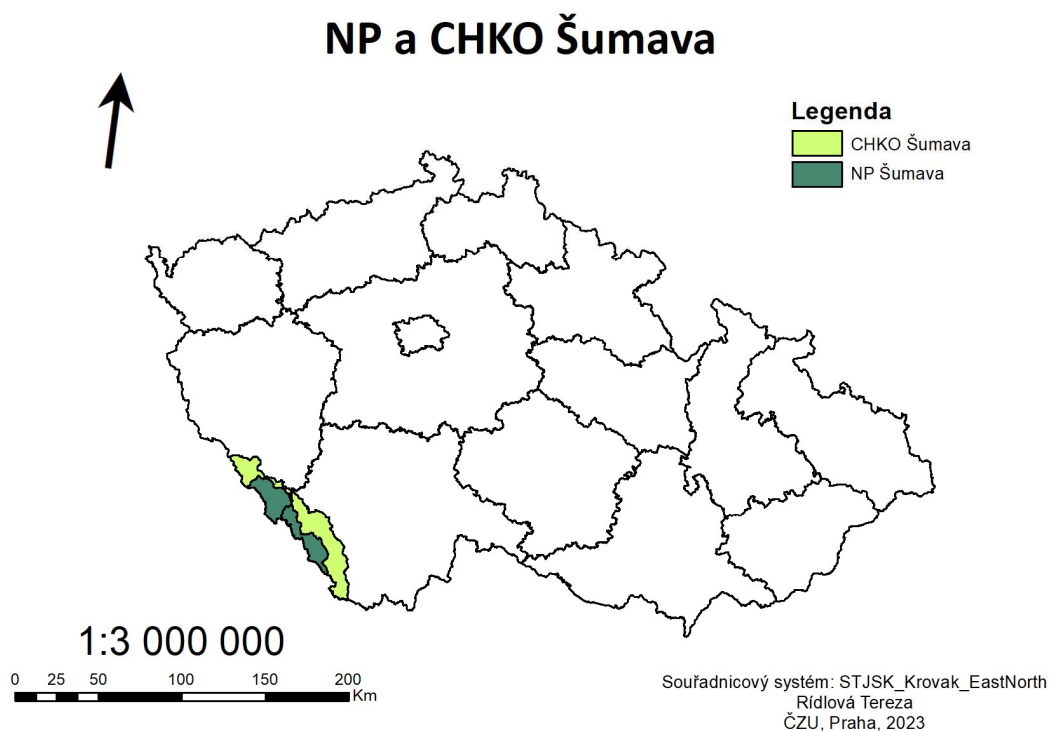 NP a CHKO Šumava
Legenda
CHKO Šumava
NP Šumava
1:3 000 000
0 25 50 100 150 200
Km
Souřadnicový systém: STJSK_Krovak_EastNorth
Rídlová Tereza
ČZU, Praha, 2023